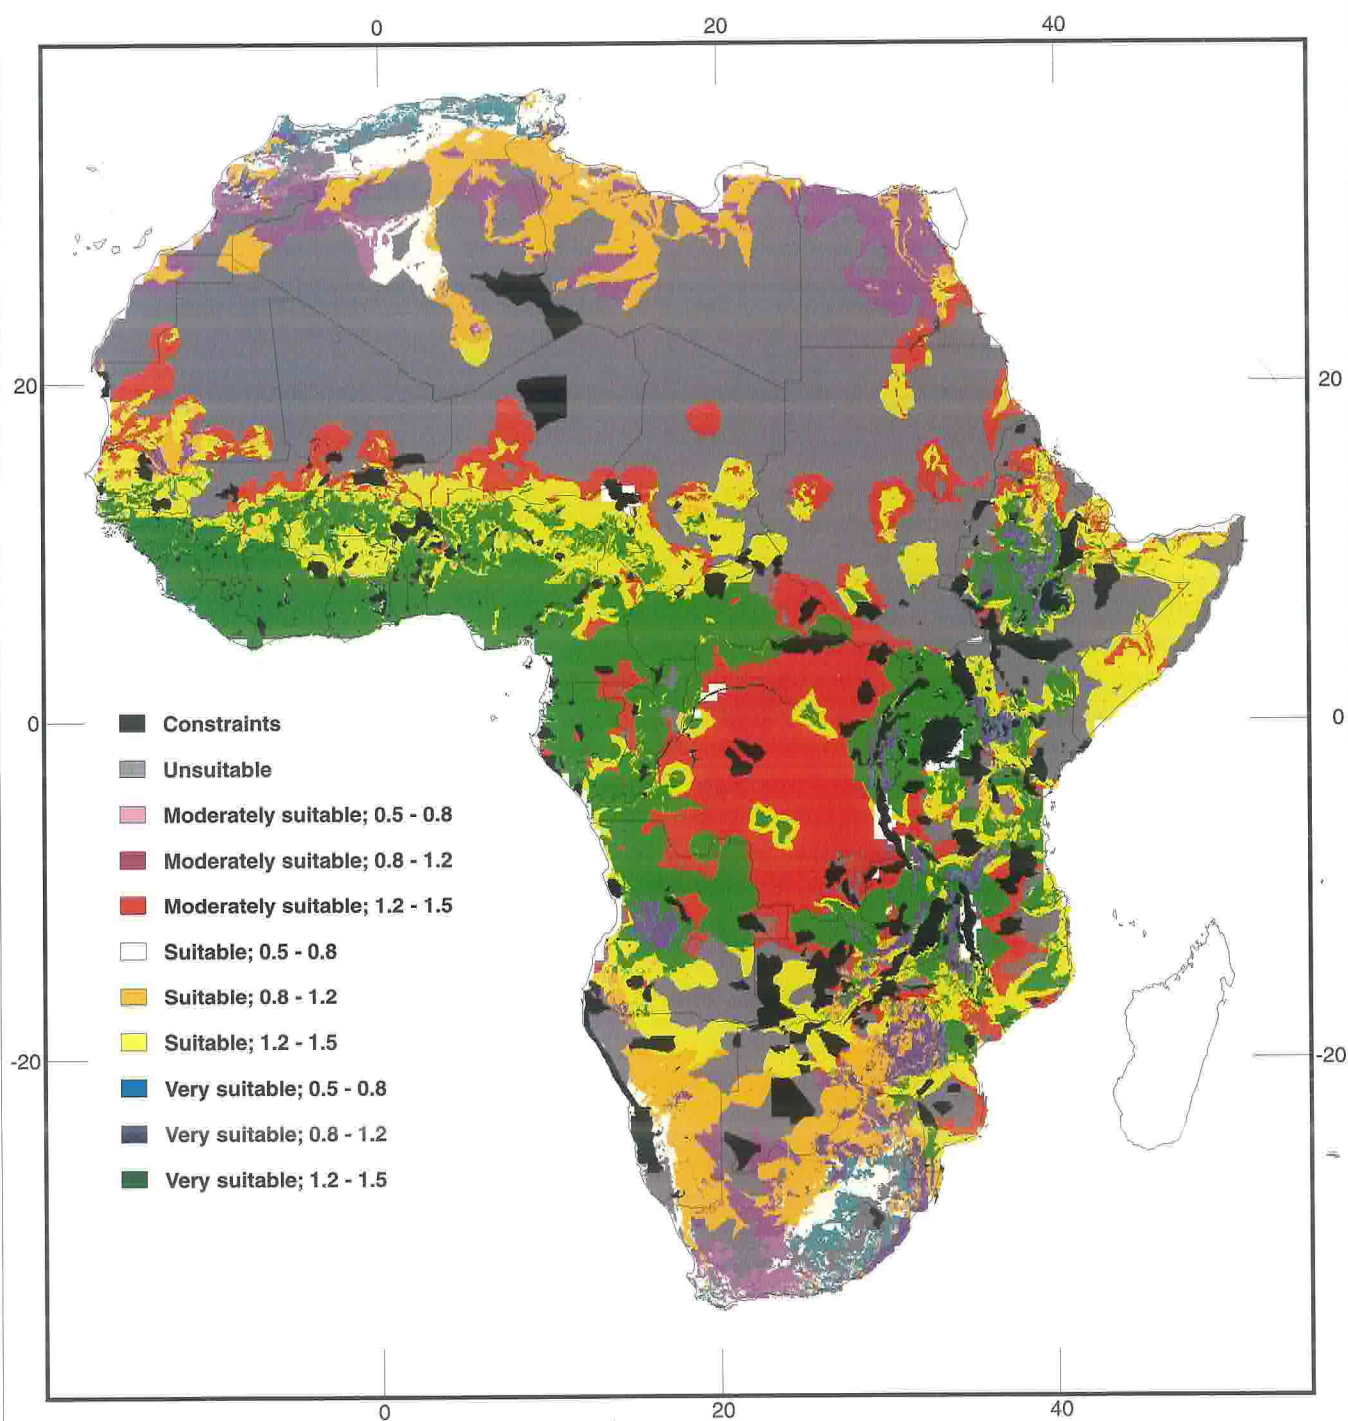 0 20 40
20 20
0 0
-20 -20
Constraints
Unsuitable
Moderately suitable; 0.5 - 0.8
Moderately suitable; 0.8 - 1.2
Moderately suitable; 1.2 - 1.5
Suitable; 0.5 - 0.8
Suitable; 0.8 - 1.2
Suitable; 1.2 - 1.5
Very suitable; 0.5 - 0.8
Very suitable; 0.8 - 1.2
Very suitable; 1.2 - 1.5
0 20 40